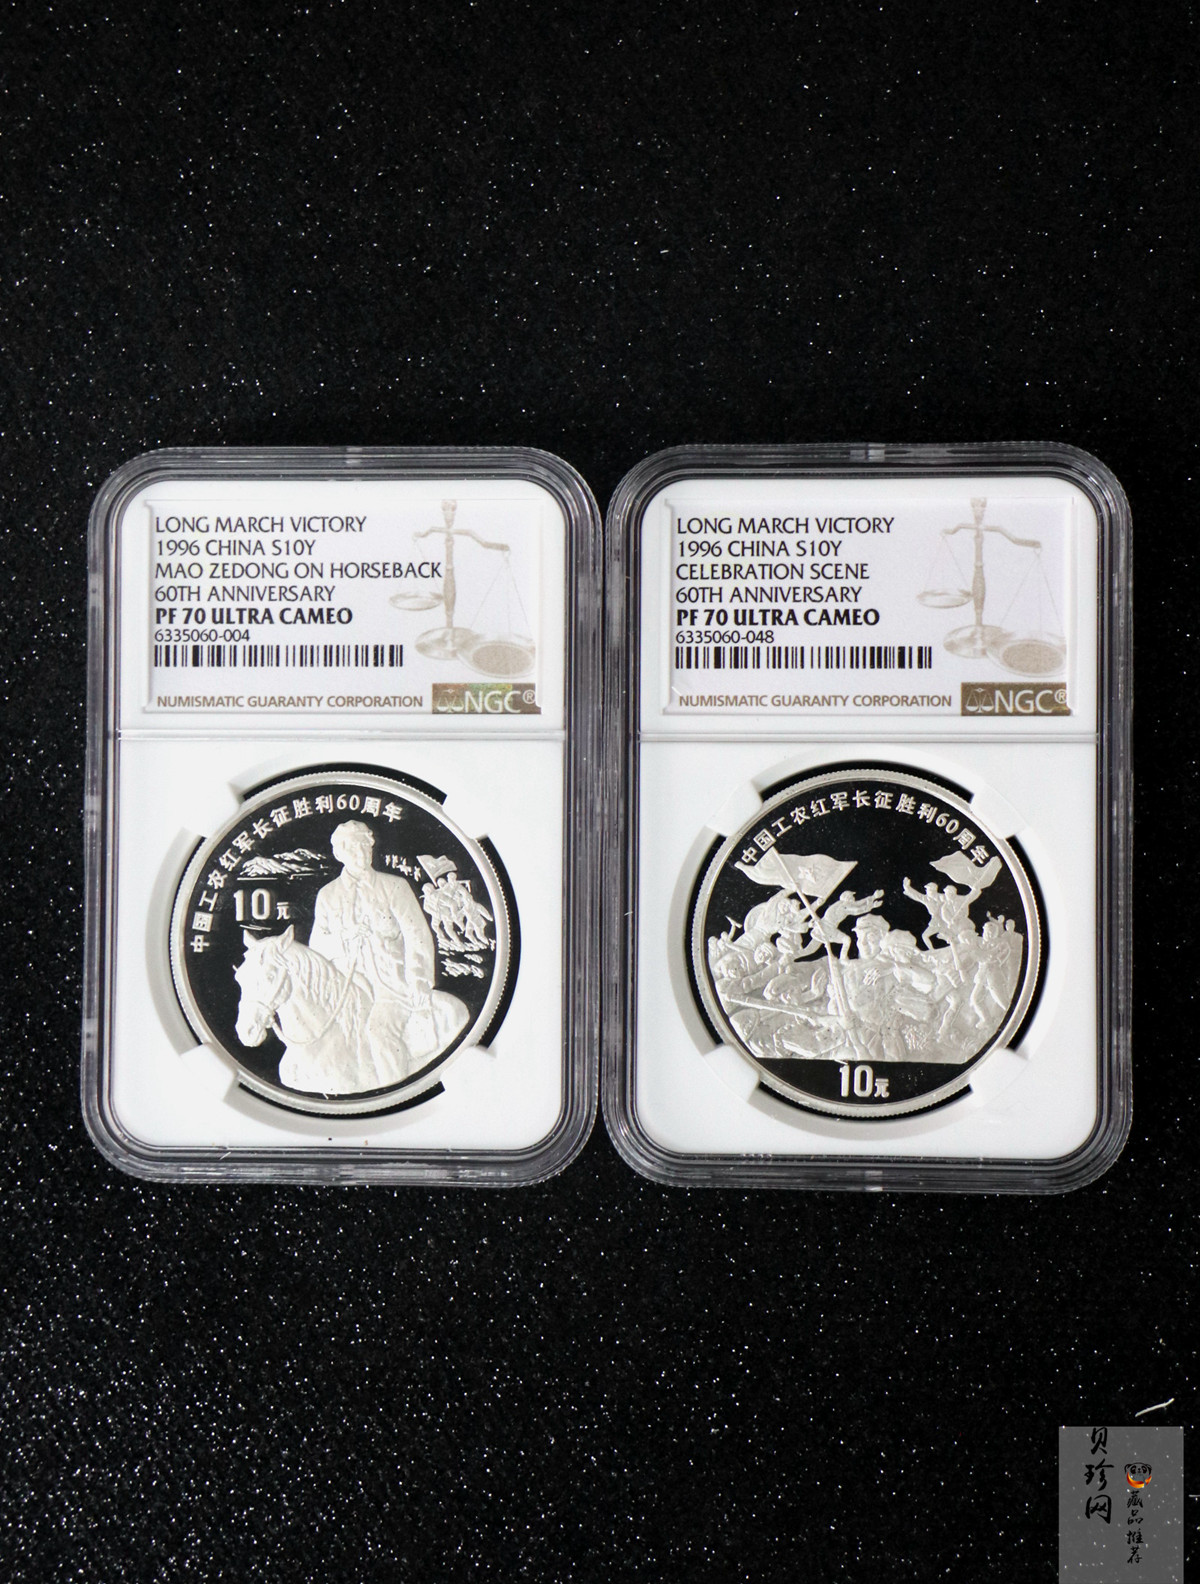 LONG MARCH VICTORY
1996 CHINA S10Y
MAO ZEDONG ON HORSEBACK
60TH ANNIVERSARY
PF 70 ULTRA CAMEO
6335060-004
NUMISMATIC GUARANTY CORPORATION
NGC®
中国工农红军长征胜利60周年
10元
LONG MARCH VICTORY
1996 CHINA S10Y
CELEBRATION SCENE
60TH ANNIVERSARY
PF 70 ULTRA CAMEO
6335060-048
NUMISMATIC GUARANTY CORPORATION
NGC®
中国工农红军长征胜利60周年
10元
贝珍网
藏品推荐